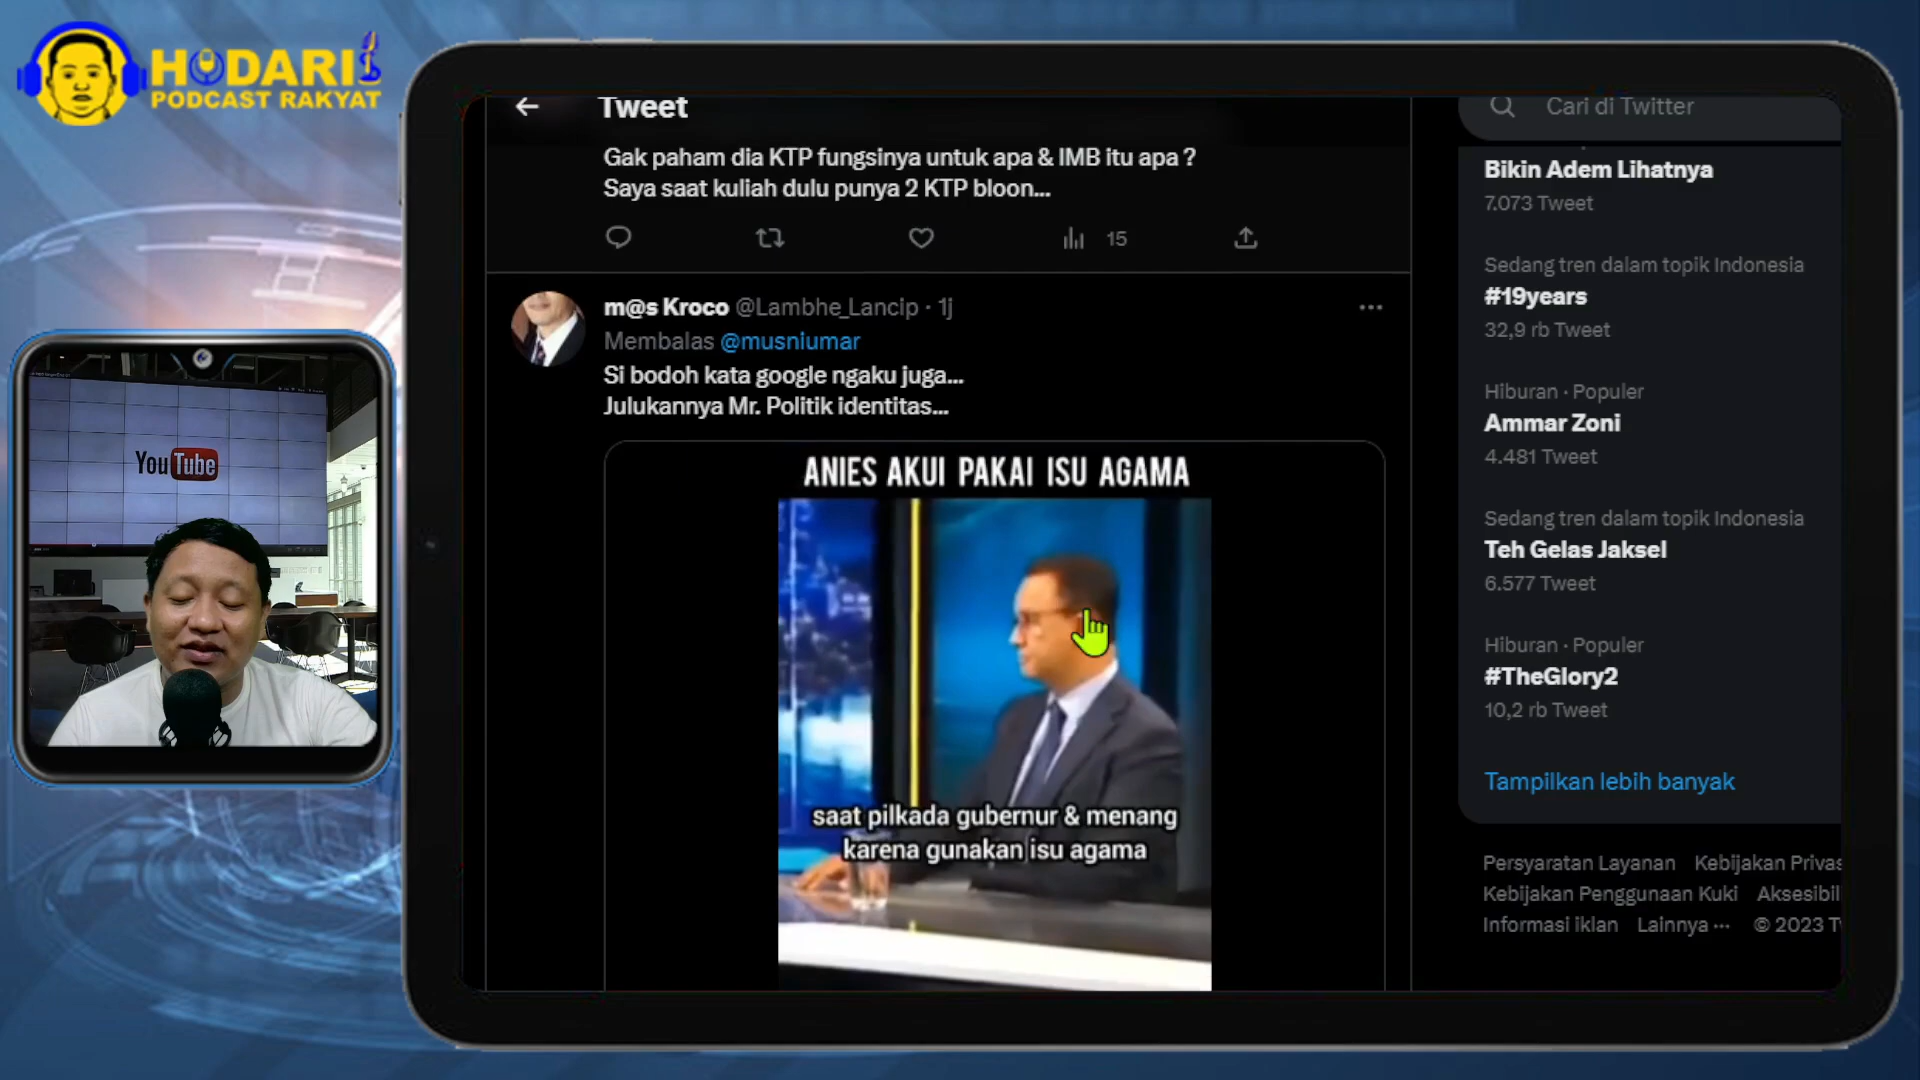 HODARI
PODCAST RAKYAT
YouTube
Tweet
Gak paham dia KTP fungsinya untuk apa & IMB itu apa ?
Saya saat kuliah dulu punya 2 KTP bloon...
15
m@s Kroco @Lambhe_Lancip · 1j
Membalas @musniumar
Si bodoh kata google ngaku juga...
Julukannya Mr. Politik identitas...
ANIES AKUI PAKAI ISU AGAMA
saat pilkada gubernur & menang
karena gunakan isu agama
Cari di Twitter
Bikin Adem Lihatnya
7.073 Tweet
Sedang tren dalam topik Indonesia
#19years
32,9 rb Tweet
Hiburan · Populer
Ammar Zoni
4.481 Tweet
Sedang tren dalam topik Indonesia
Teh Gelas Jaksel
6.577 Tweet
Hiburan · Populer
#TheGlory2
10,2 rb Tweet
Tampilkan lebih banyak
Persyaratan Layanan Kebijakan Privas
Kebijakan Penggunaan Kuki Aksesibil
Informasi iklan Lainnya ··· © 2023 T